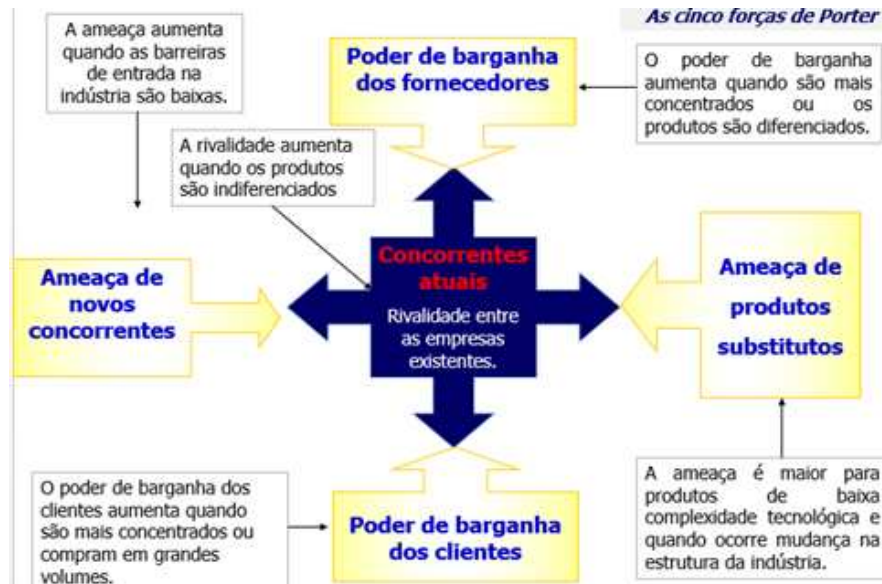 As cinco forças de Porter
A ameaça aumenta
quando as barreiras
de entrada na
indústria são baixas.
Poder de barganha
dos fornecedores
O poder de barganha
aumenta quando são mais
concentrados ou os
produtos são diferenciados.
A rivalidade aumenta
quando os produtos
são indiferenciados
Ameaça de
novos
concorrentes
Concorrentes
atuais
Rivalidade entre
as empresas
existentes.
Ameaça de
produtos
substitutos
O poder de barganha dos
clientes aumenta quando
são mais concentrados ou
compram em grandes
volumes.
Poder de barganha
dos clientes
A ameaça é maior para
produtos de baixa
complexidade tecnológica e
quando ocorre mudança na
estrutura da indústria.